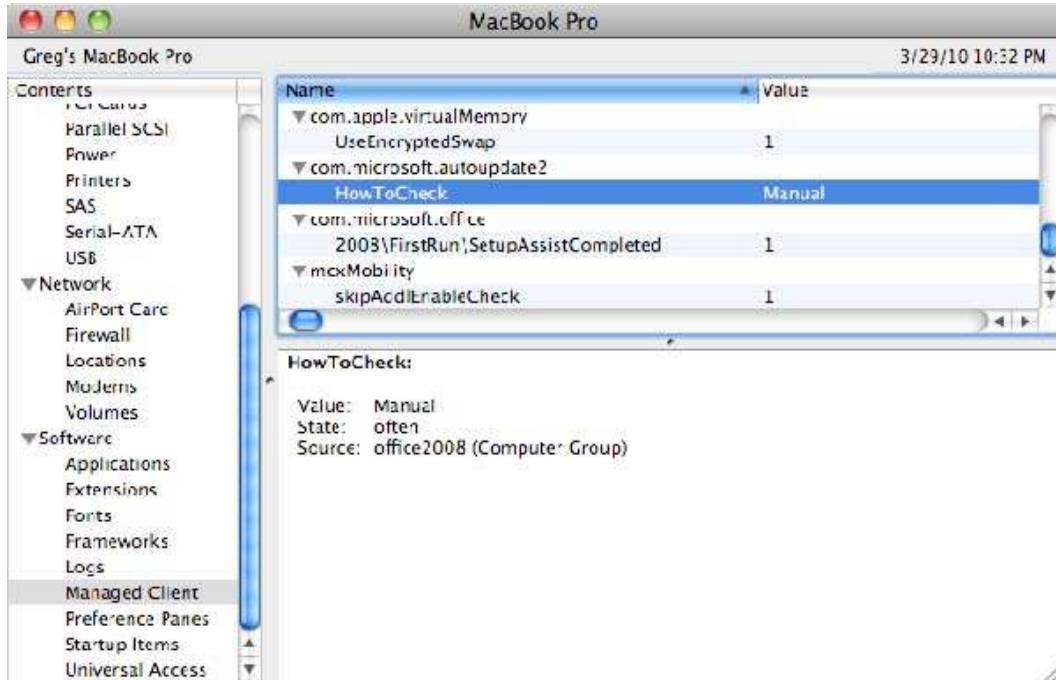 MacBook Pro
Greg's MacBook Pro
3/29/10 10:32 PM
Contents
PCI Cards
Parallel SCSI
Power
Printers
SAS
Serial-ATA
USB
Network
AirPort Card
Firewall
Locations
Modems
Volumes
Software
Applications
Extensions
Fonts
Frameworks
Logs
Managed Client
Preference Panes
Startup Items
Universal Access
Name Value
com.apple.virtualMemory
UseEncryptedSwap 1
com.microsoft.autoupdate2
HowToCheck Manual
com.microsoft.office
2008\FirstRun\SetupAssistCompleted 1
mcxMobility
skipAddlEnableCheck 1
HowToCheck:
Value: Manual
State: often
Source: office2008 (Computer Group)